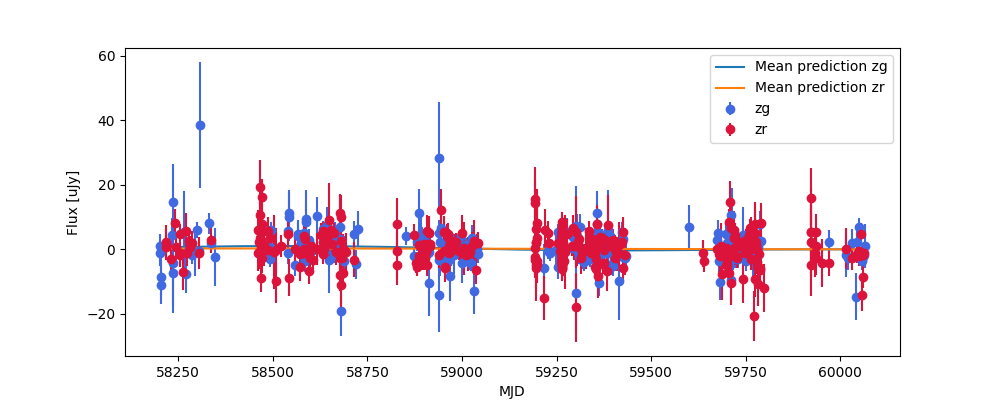 60
40
20
0
−20
Flux [uJy]
58250
58500
58750
59000
59250
59500
59750
60000
MJD
Mean prediction zg
Mean prediction zr
zg
zr